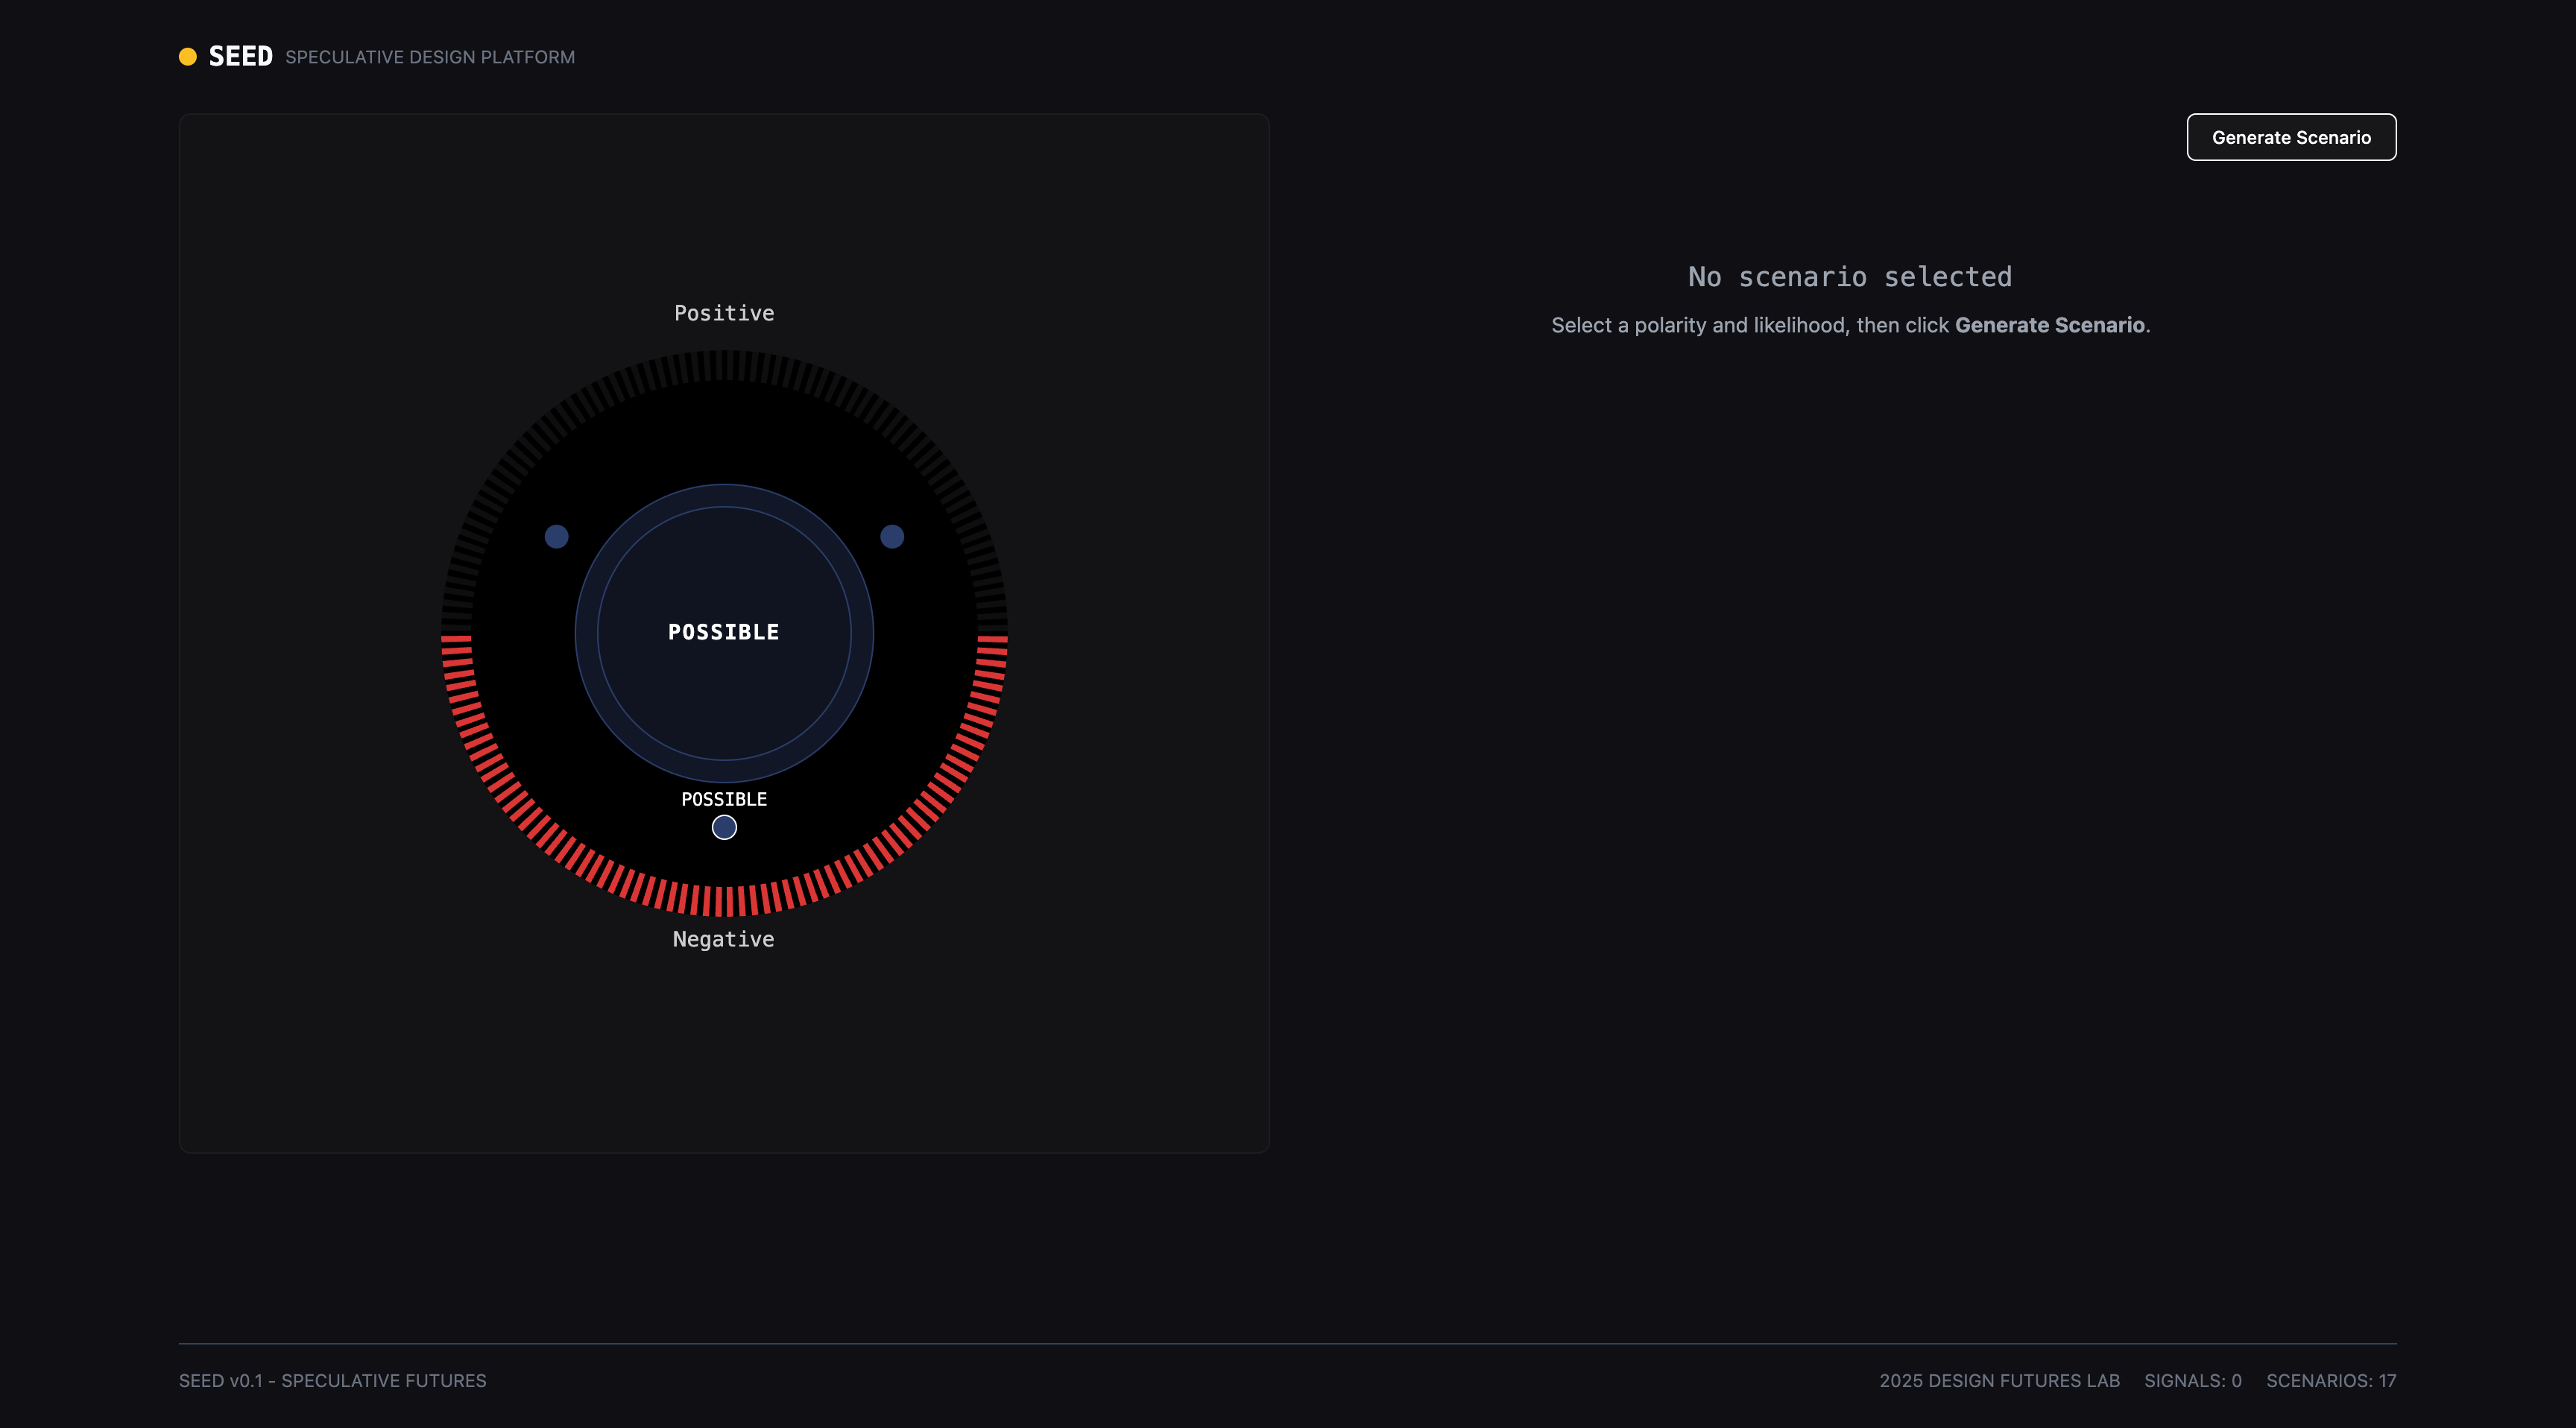 SEED SPECULATIVE DESIGN PLATFORM
Generate Scenario
Positive
POSSIBLE
POSSIBLE
Negative
No scenario selected
Select a polarity and likelihood, then click Generate Scenario.
SEED v0.1 - SPECULATIVE FUTURES
2025 DESIGN FUTURES LAB SIGNALS: 0 SCENARIOS: 17